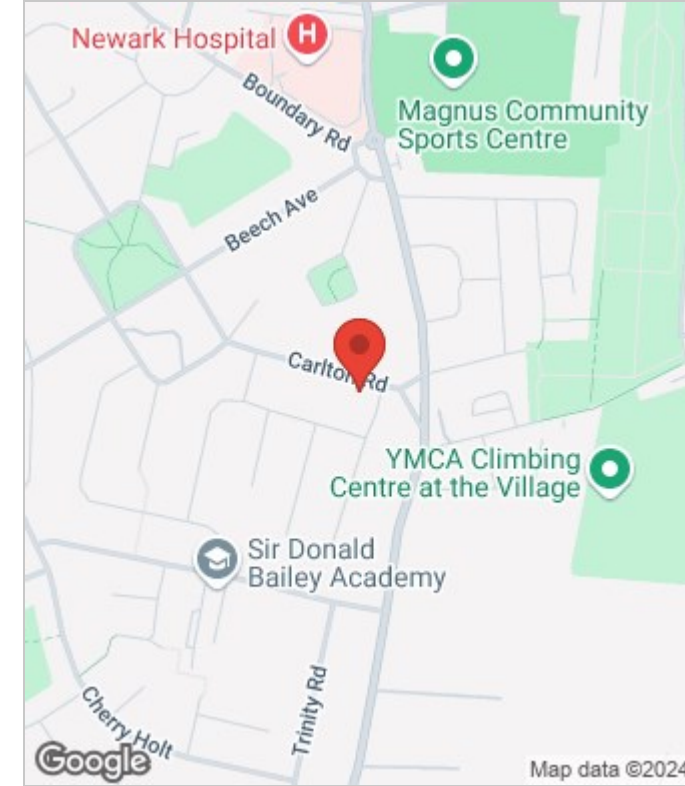 Newark Hospital
H
Boundary Rd
Magnus Community
Sports Centre
Beech Ave
Carlton Rd
YMCA Climbing
Centre at the Village
Sir Donald
Bailey Academy
Trinity Rd
Cherry Holt
Google
Map data ©2024